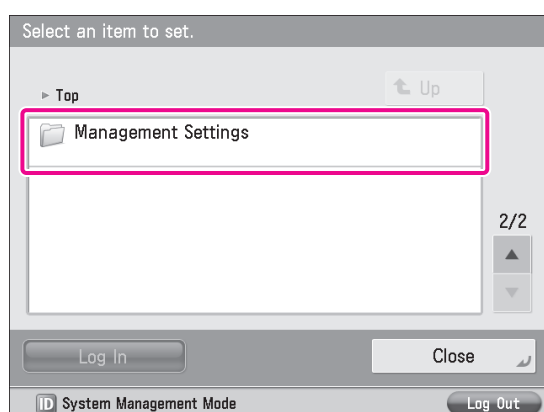 Select an item to set.
Up
► Top
Management Settings
2/2
Log In
Close
ID System Management Mode
Log Out